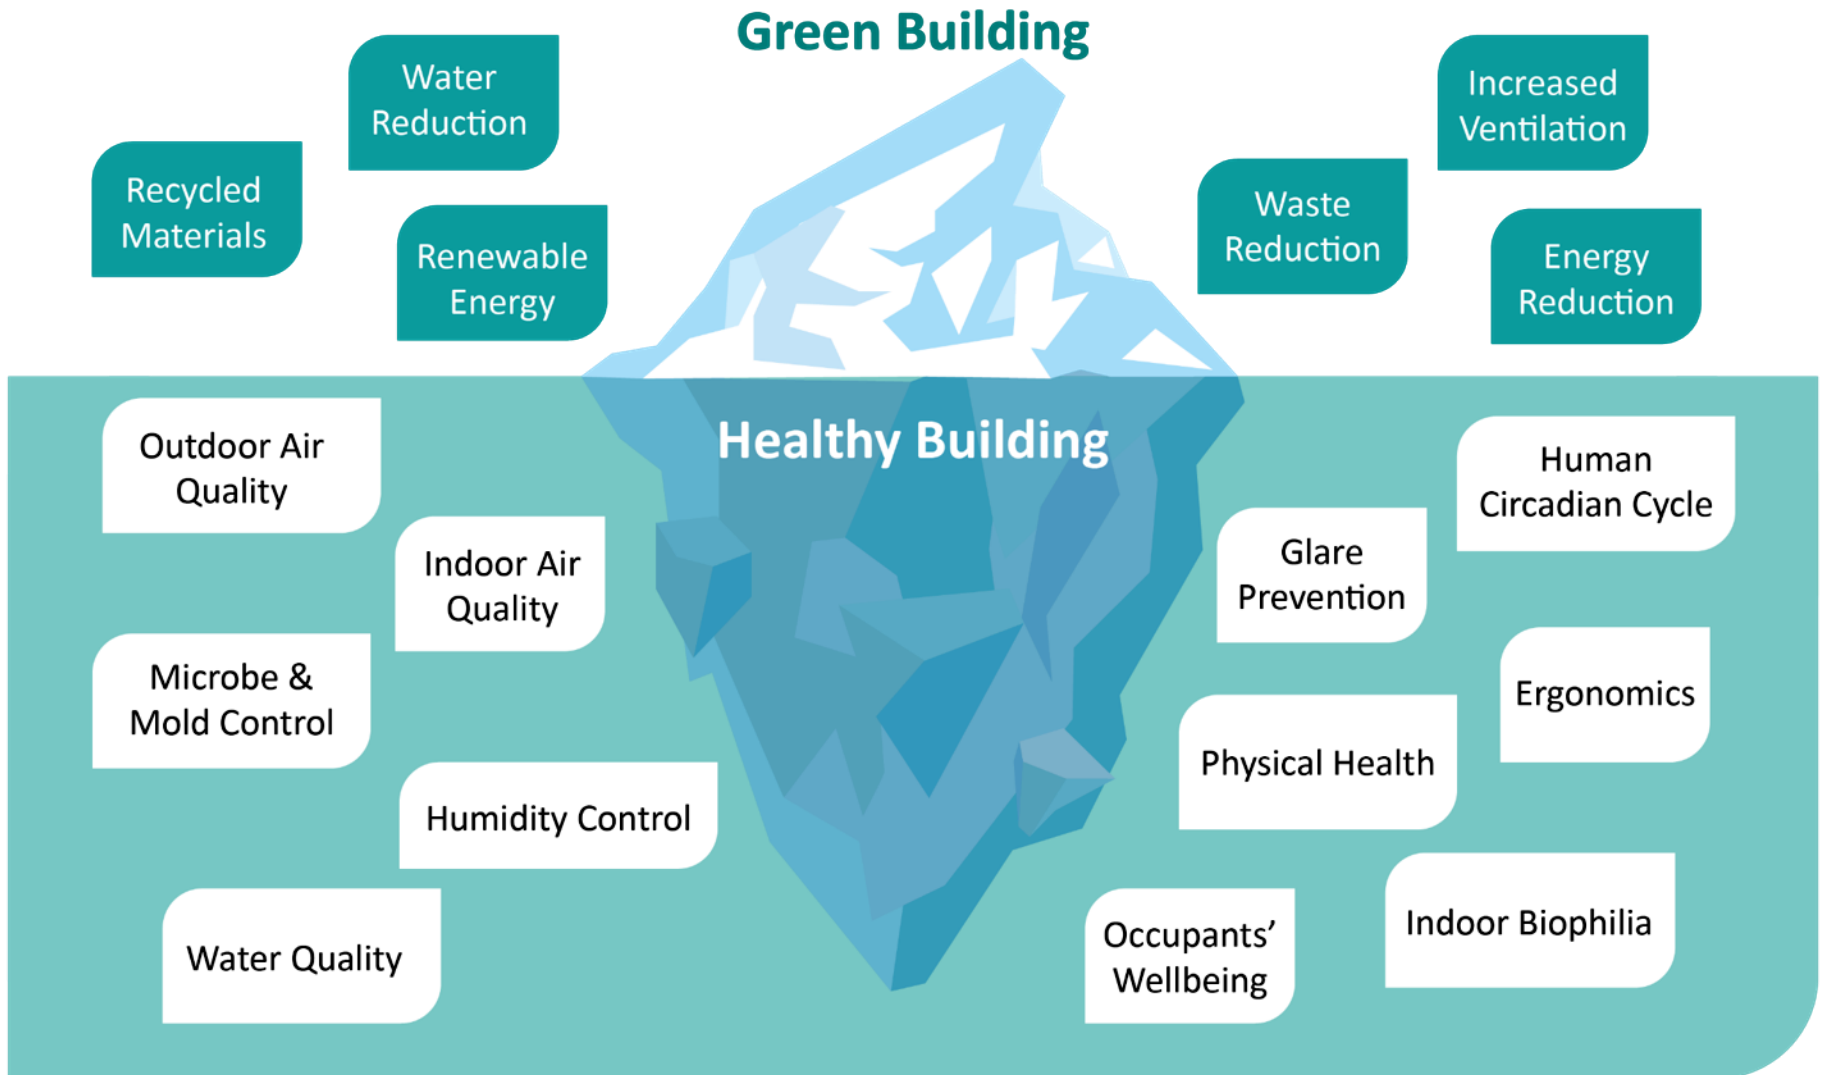 Green Building
Water
Reduction
Recycled
Materials
Renewable
Energy
Increased
Ventilation
Waste
Reduction
Energy
Reduction
Healthy Building
Outdoor Air
Quality
Indoor Air
Quality
Microbe &
Mold Control
Humidity Control
Water Quality
Human
Circadian Cycle
Glare
Prevention
Ergonomics
Physical Health
Indoor Biophilia
Occupants’
Wellbeing